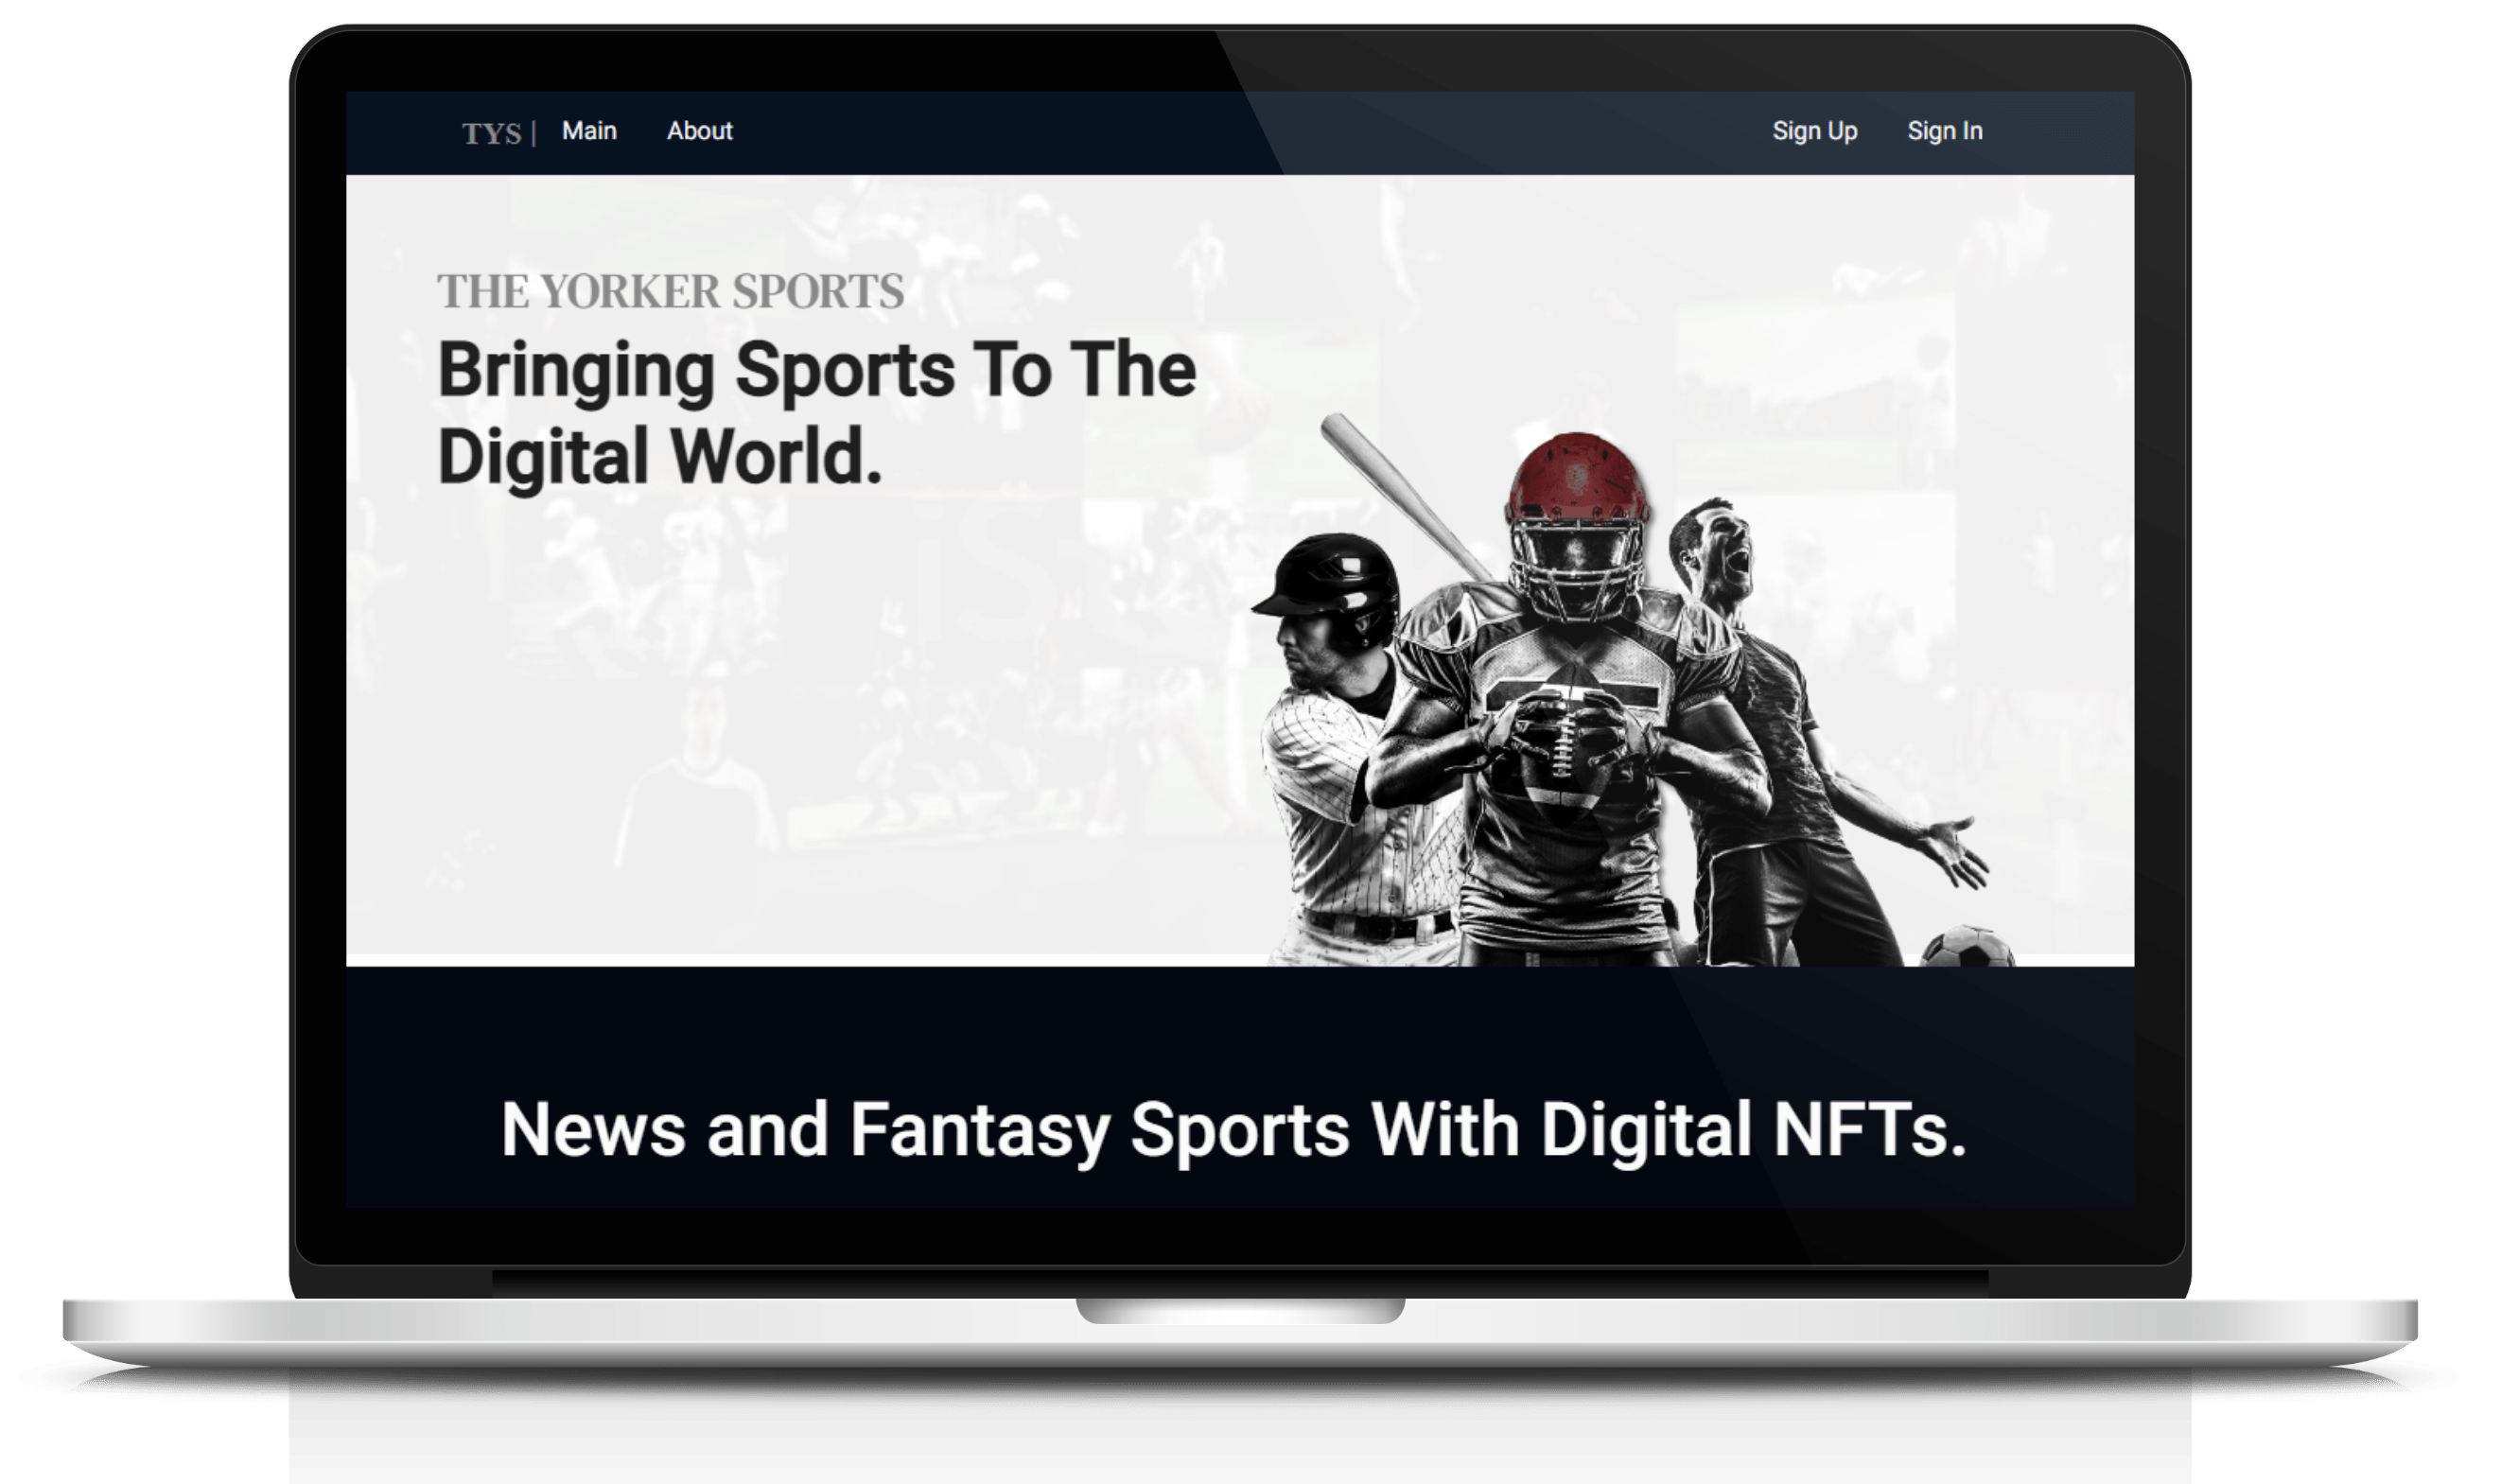 TYS | Main About Sign Up Sign In
THE YORKER SPORTS
Bringing Sports To The
Digital World.
News and Fantasy Sports With Digital NFTs.